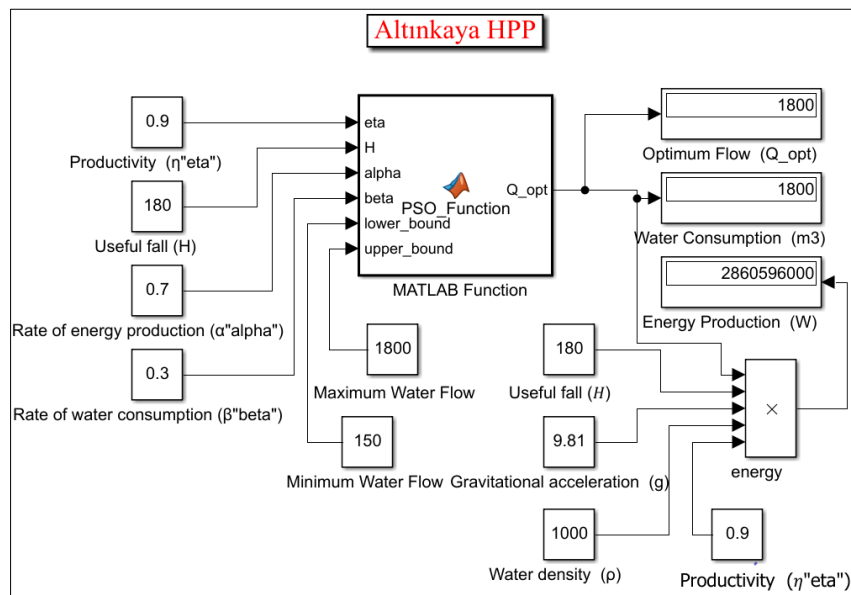 Altınkaya HPP
0.9
Productivity (η"eta")
180
Useful fall (H)
0.7
Rate of energy production (α"alpha")
0.3
Rate of water consumption (β"beta")
eta
H
alpha
beta
lower_bound
upper_bound
PSO_Function
Q_opt
MATLAB Function
1800
Maximum Water Flow
150
Minimum Water Flow
1800
Optimum Flow (Q_opt)
1800
Water Consumption (m3)
2860596000
Energy Production (W)
180
Useful fall (H)
9.81
Gravitational acceleration (g)
1000
Water density (ρ)
×
energy
0.9
Productivity (η"eta")